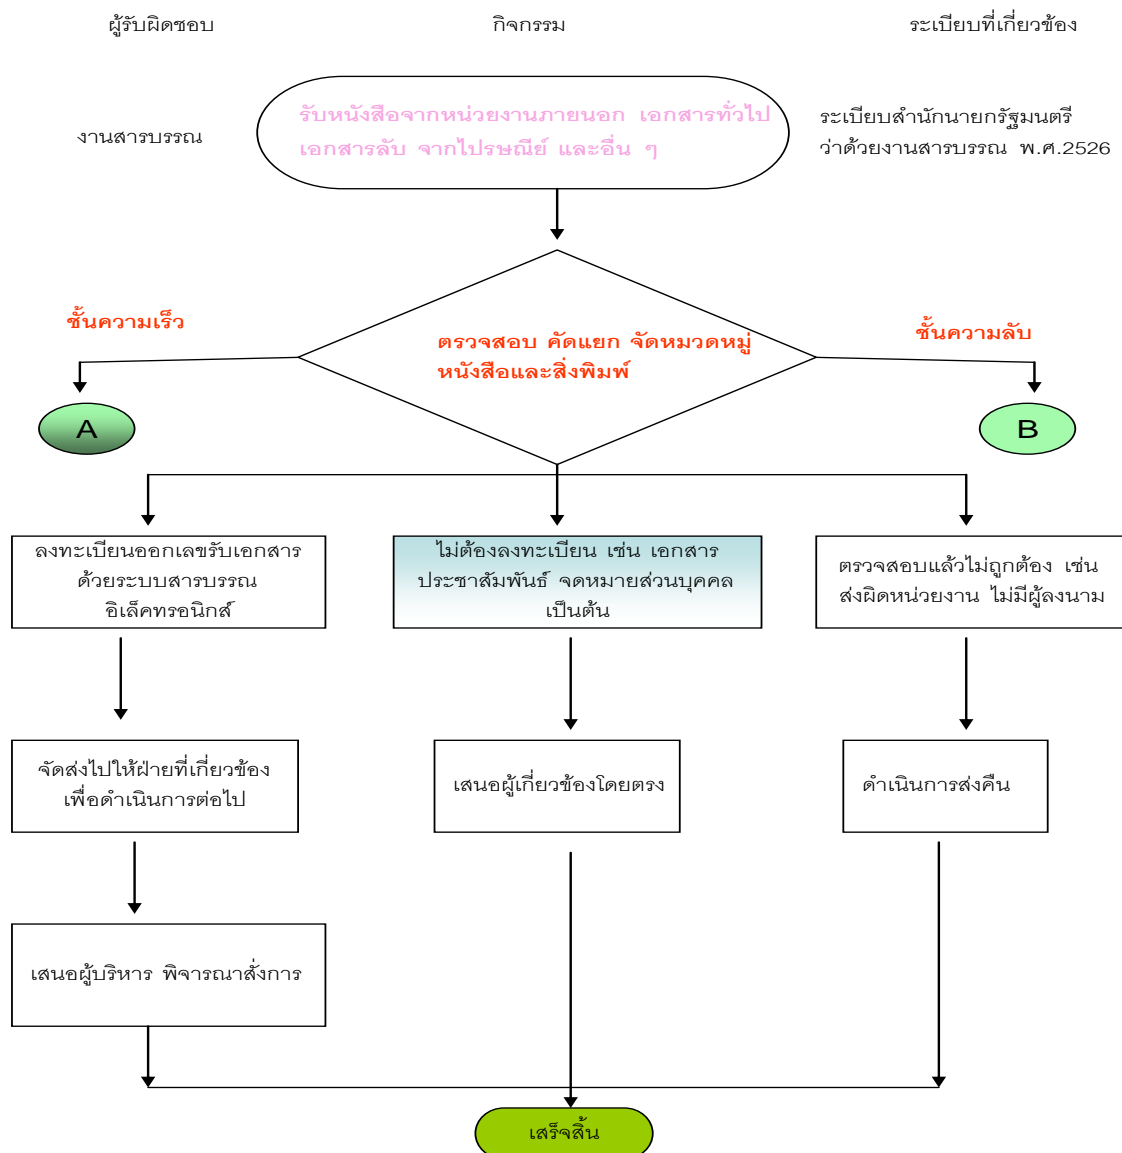 ผู้รับผิดชอบ
กิจกรรม
ระเบียบที่เกี่ยวข้อง
งานสารบรรณ
รับหนังสือจากหน่วยงานภายนอก เอกสารทั่วไป
เอกสารลับ จากไปรษณีย์ และอื่น ๆ
ระเบียบสำนักนายกรัฐมนตรี
ว่าด้วยงานสารบรรณ พ.ศ.2526
ชั้นความเร็ว
ตรวจสอบ คัดแยก จัดหมวดหมู่
หนังสือและสิ่งพิมพ์
ชั้นความลับ
A
B
ลงทะเบียนออกเลขรับเอกสาร
ด้วยระบบสารบรรณ
อิเล็คทรอนิกส์
ไม่ต้องลงทะเบียน เช่น เอกสาร
ประชาสัมพันธ์ จดหมายส่วนบุคคล
เป็นต้น
ตรวจสอบแล้วไม่ถูกต้อง เช่น
ส่งผิดหน่วยงาน ไม่มีผู้ลงนาม
จัดส่งไปให้ฝ่ายที่เกี่ยวข้อง
เพื่อดำเนินการต่อไป
เสนอผู้เกี่ยวข้องโดยตรง
ดำเนินการส่งคืน
เสนอผู้บริหาร พิจารณาสั่งการ
เสร็จสิ้น